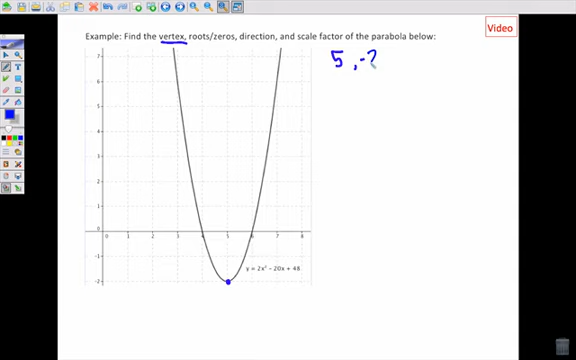 Video
Example: Find the vertex, roots/zeros, direction, and scale factor of the parabola below:
5 , -2
7
6
5
4
3
2
1
0
0 1 2 3 4 5 6 7 8
-1
y = 2x² - 20x + 48
-2